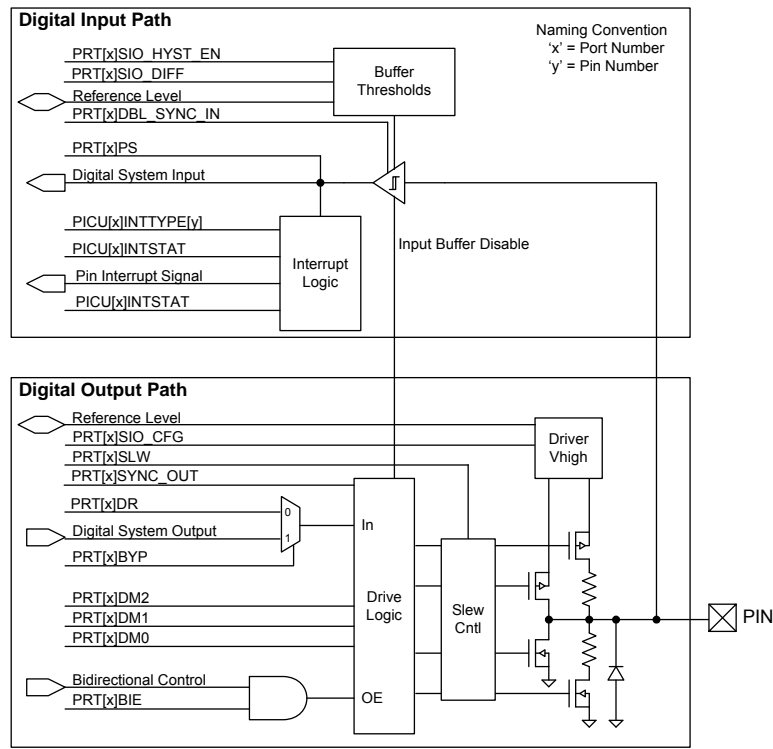 Digital Input Path
Naming Convention
'x' = Port Number
'y' = Pin Number
PRT[x]SIO_HYST_EN
PRT[x]SIO_DIFF
Reference Level
PRT[x]DBL_SYNC_IN
Buffer
Thresholds
PRT[x]PS
Digital System Input
PICU[x]INTTYPE[y]
PICU[x]INTSTAT
Pin Interrupt Signal
PICU[x]INTSTAT
Interrupt
Logic
Input Buffer Disable
Digital Output Path
Reference Level
PRT[x]SIO_CFG
PRT[x]SLW
PRT[x]SYNC_OUT
Driver
Vhigh
PRT[x]DR
Digital System Output
PRT[x]BYP
0
1
In
PRT[x]DM2
PRT[x]DM1
PRT[x]DM0
Drive
Logic
Slew
Cntl
PIN
Bidirectional Control
PRT[x]BIE
OE